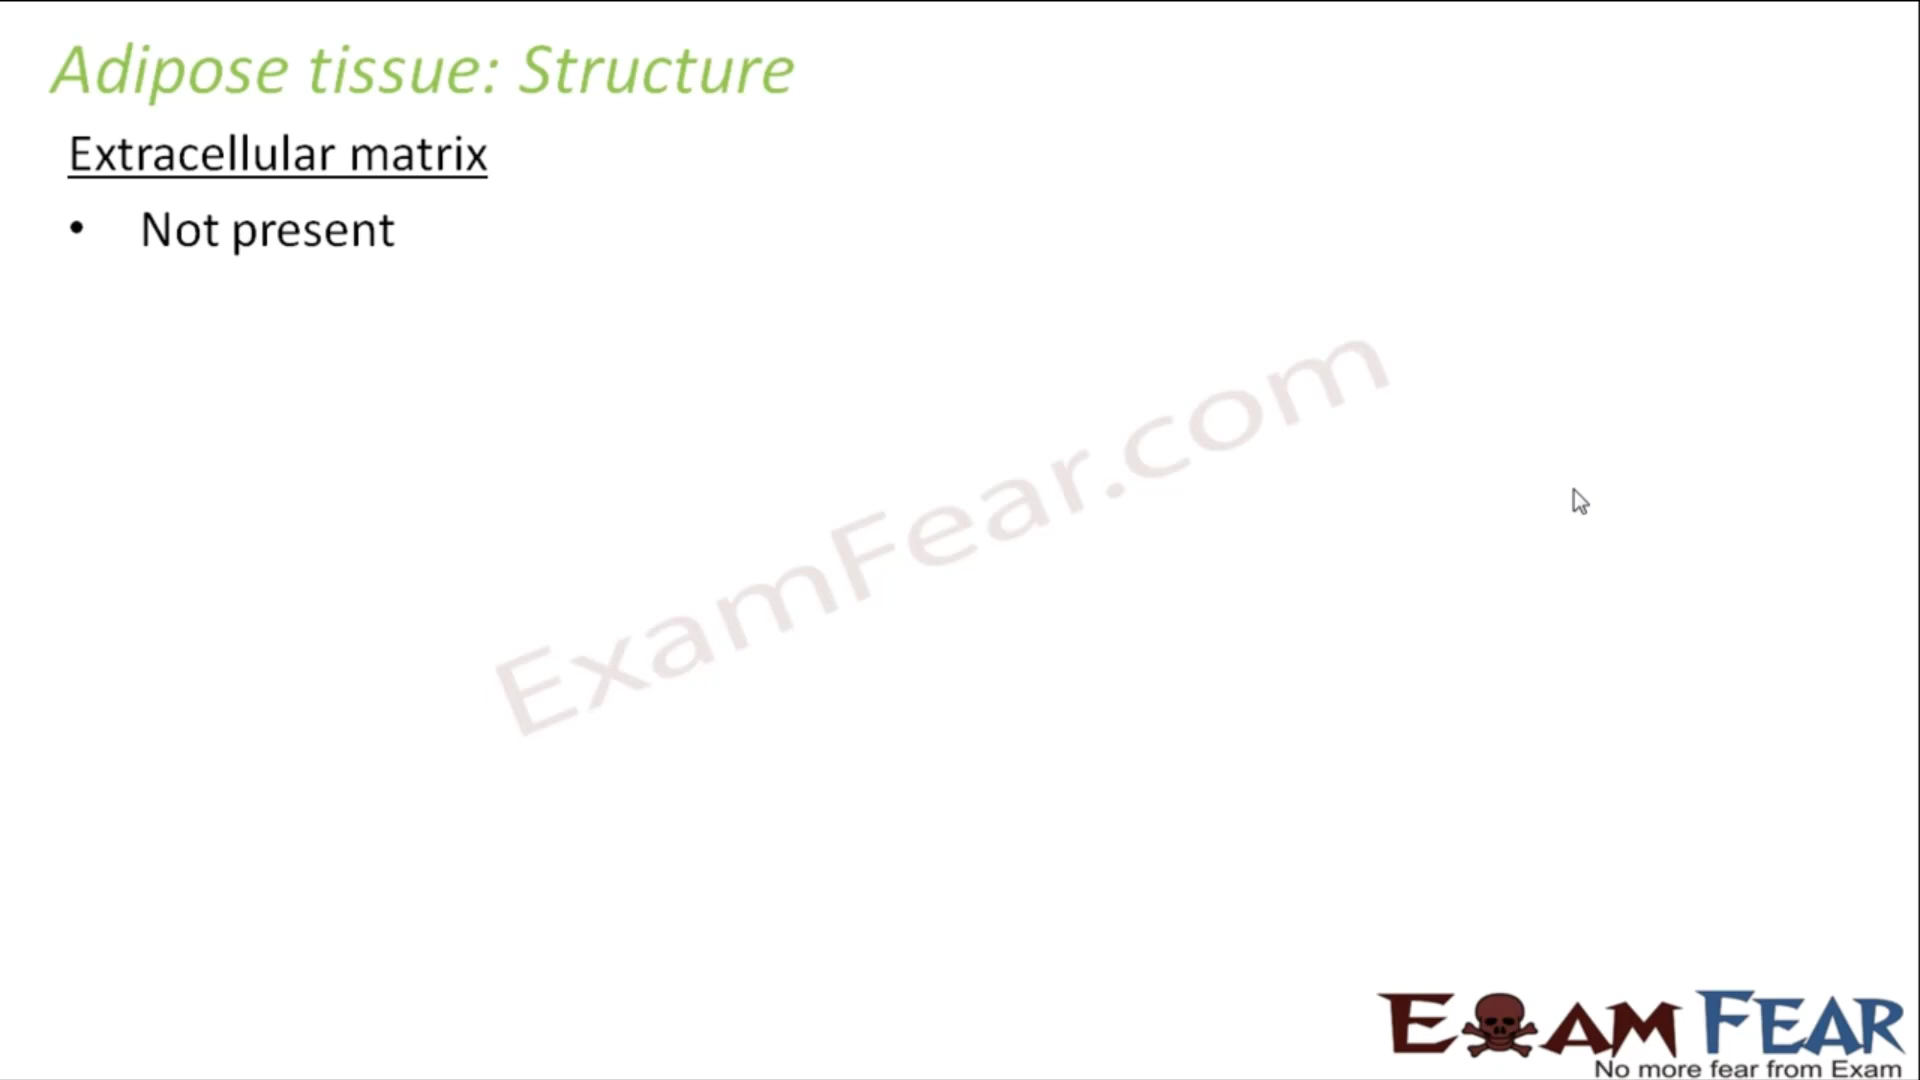 Adipose tissue: Structure
Extracellular matrix
• Not present
ExamFear.com
EXAM FEAR
No more fear from Exam